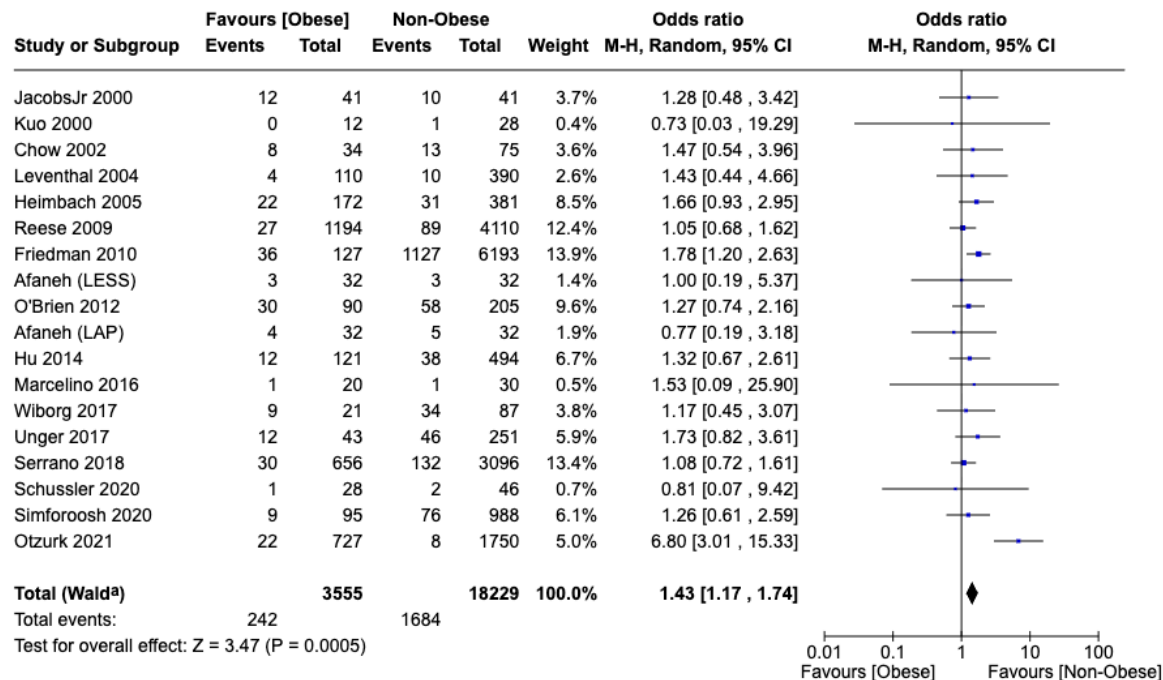 Favours [Obese] Non-Obese Odds ratio Odds ratio
Study or Subgroup Events Total Events Total Weight M-H, Random, 95% CI M-H, Random, 95% CI
JacobsJr 2000 12 41 10 41 3.7% 1.28 [0.48 , 3.42]
Kuo 2000 0 12 1 28 0.4% 0.73 [0.03 , 19.29]
Chow 2002 8 34 13 75 3.6% 1.47 [0.54 , 3.96]
Leventhal 2004 4 110 10 390 2.6% 1.43 [0.44 , 4.66]
Heimbach 2005 22 172 31 381 8.5% 1.66 [0.93 , 2.95]
Reese 2009 27 1194 89 4110 12.4% 1.05 [0.68 , 1.62]
Friedman 2010 36 127 1127 6193 13.9% 1.78 [1.20 , 2.63]
Afaneh (LESS) 3 32 3 32 1.4% 1.00 [0.19 , 5.37]
O'Brien 2012 30 90 58 205 9.6% 1.27 [0.74 , 2.16]
Afaneh (LAP) 4 32 5 32 1.9% 0.77 [0.19 , 3.18]
Hu 2014 12 121 38 494 6.7% 1.32 [0.67 , 2.61]
Marcelino 2016 1 20 1 30 0.5% 1.53 [0.09 , 25.90]
Wiborg 2017 9 21 34 87 3.8% 1.17 [0.45 , 3.07]
Unger 2017 12 43 46 251 5.9% 1.73 [0.82 , 3.61]
Serrano 2018 30 656 132 3096 13.4% 1.08 [0.72 , 1.61]
Schussler 2020 1 28 2 46 0.7% 0.81 [0.07 , 9.42]
Simforoosh 2020 9 95 76 988 6.1% 1.26 [0.61 , 2.59]
Otzurk 2021 22 727 8 1750 5.0% 6.80 [3.01 , 15.33]
Total (Waldᵃ) 3555 18229 100.0% 1.43 [1.17 , 1.74]
Total events: 242 1684
Test for overall effect: Z = 3.47 (P = 0.0005)
0.01 0.1 1 10 100
Favours [Obese] Favours [Non-Obese]